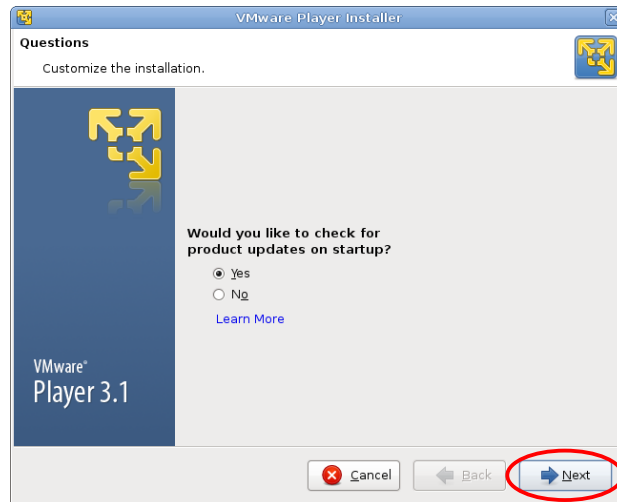 VMware Player Installer
Questions
Customize the installation.
Would you like to check for
product updates on startup?
Yes
No
Learn More
VMware®
Player 3.1
Cancel
Back
Next